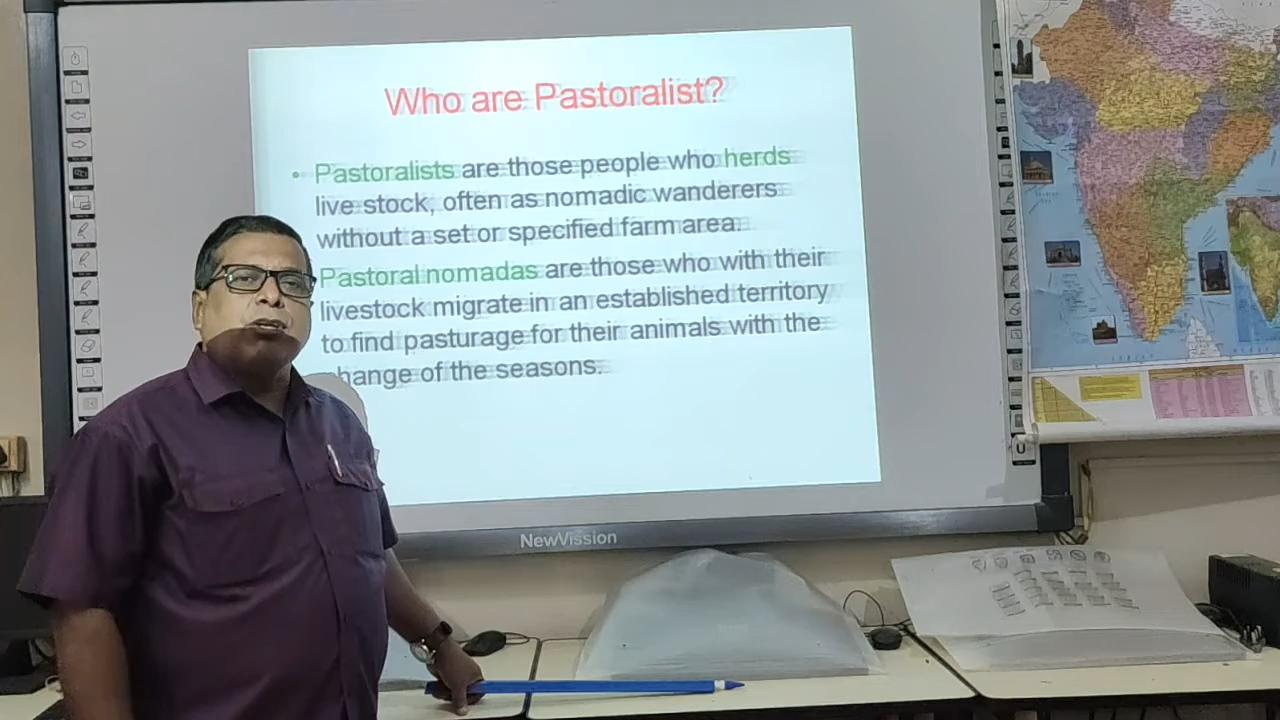 Who are Pastoralist?
• Pastoralists are those people who herds
live stock, often as nomadic wanderers
without a set or specified farm area.
Pastoral nomadas are those who with their
livestock migrate in an established territory
to find pasturage for their animals with the
change of the seasons.
NewVission
U